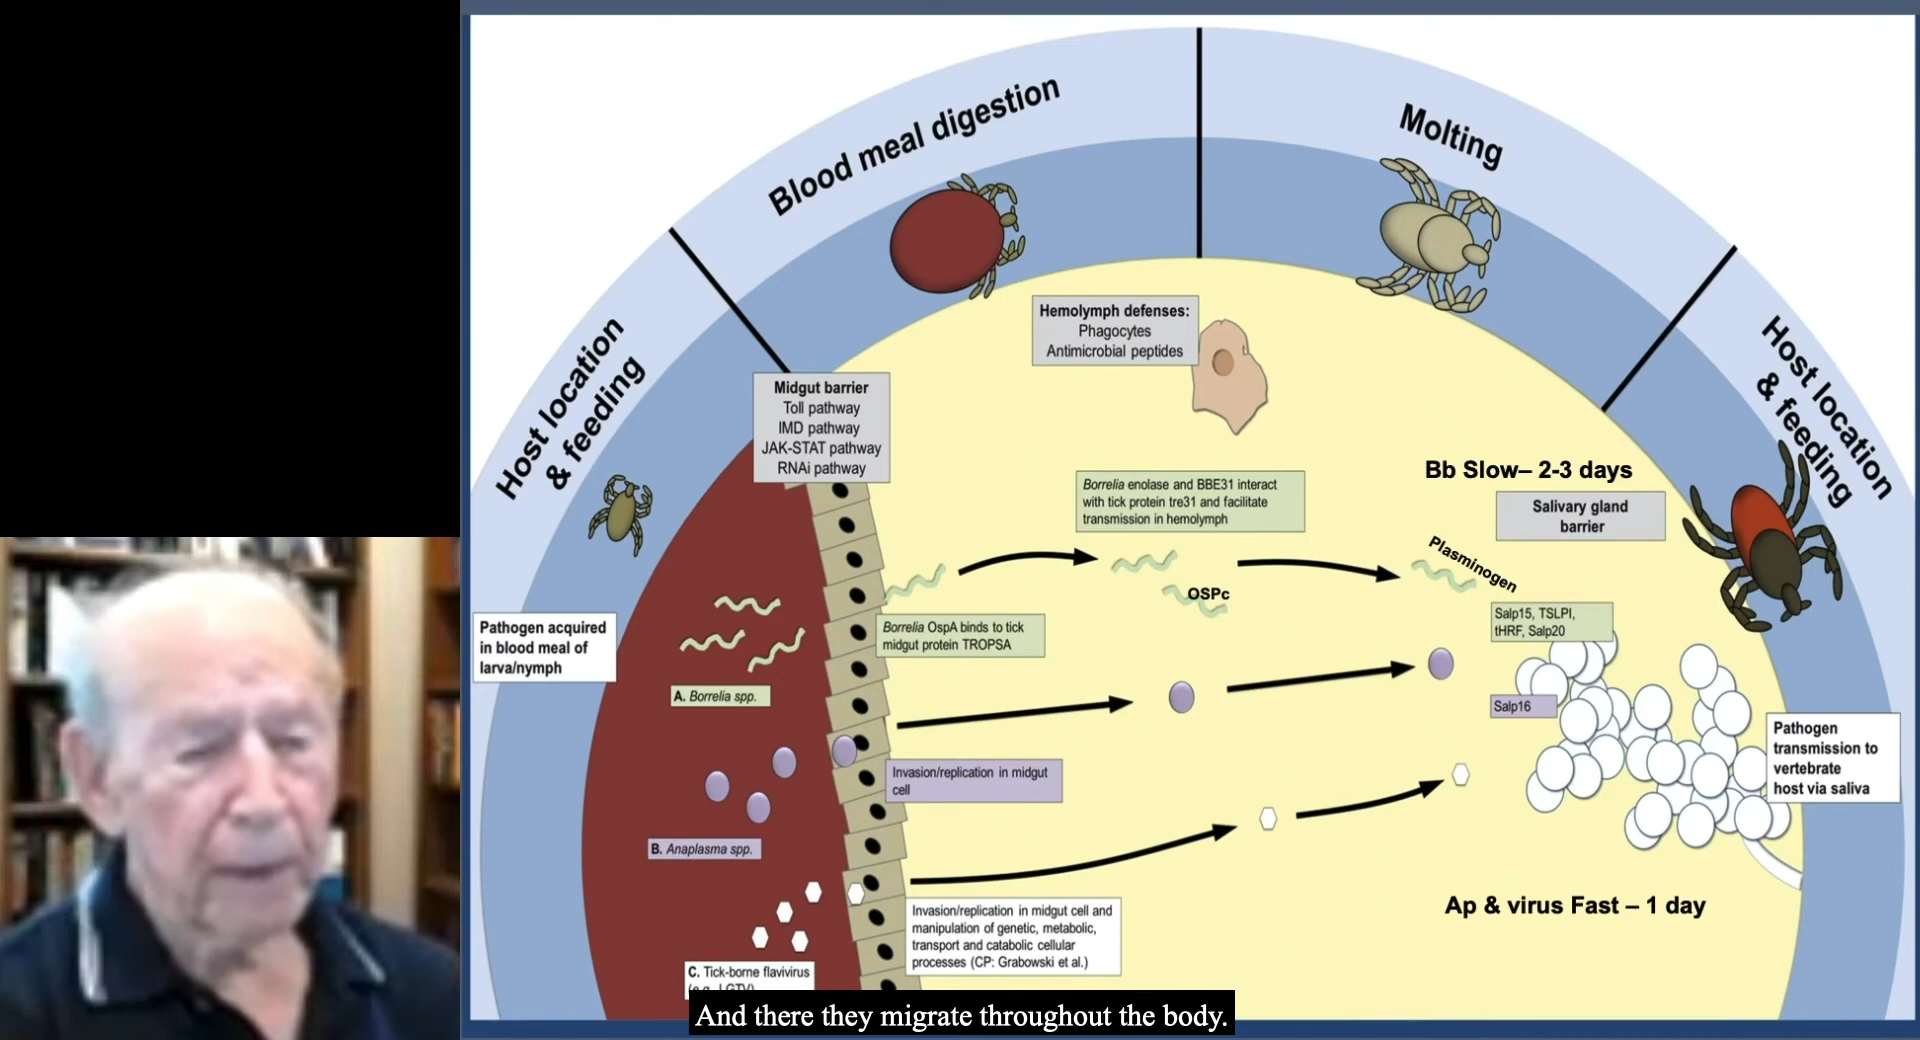 Blood meal digestion
Molting
Host location
& feeding
Host location
& feeding
Hemolymph defenses:
Phagocytes
Antimicrobial peptides
Midgut barrier
Toll pathway
IMD pathway
JAK-STAT pathway
RNAi pathway
Bb Slow– 2-3 days
Borrelia enolase and BBE31 interact
with tick protein tre31 and facilitate
transmission in hemolymph
Salivary gland
barrier
Plasminogen
OSPc
Salp15, TSLPI,
tHRF, Salp20
Pathogen acquired
in blood meal of
larva/nymph
Borrelia OspA binds to tick
midgut protein TROPSA
A. Borrelia spp.
Salp16
Pathogen
transmission to
vertebrate
host via saliva
Invasion/replication in midgut
cell
B. Anaplasma spp.
Ap & virus Fast – 1 day
Invasion/replication in midgut cell and
manipulation of genetic, metabolic,
transport and catabolic cellular
processes (CP: Grabowski et al.)
C. Tick-borne flavivirus
(e.g., LGTV)
And there they migrate throughout the body.